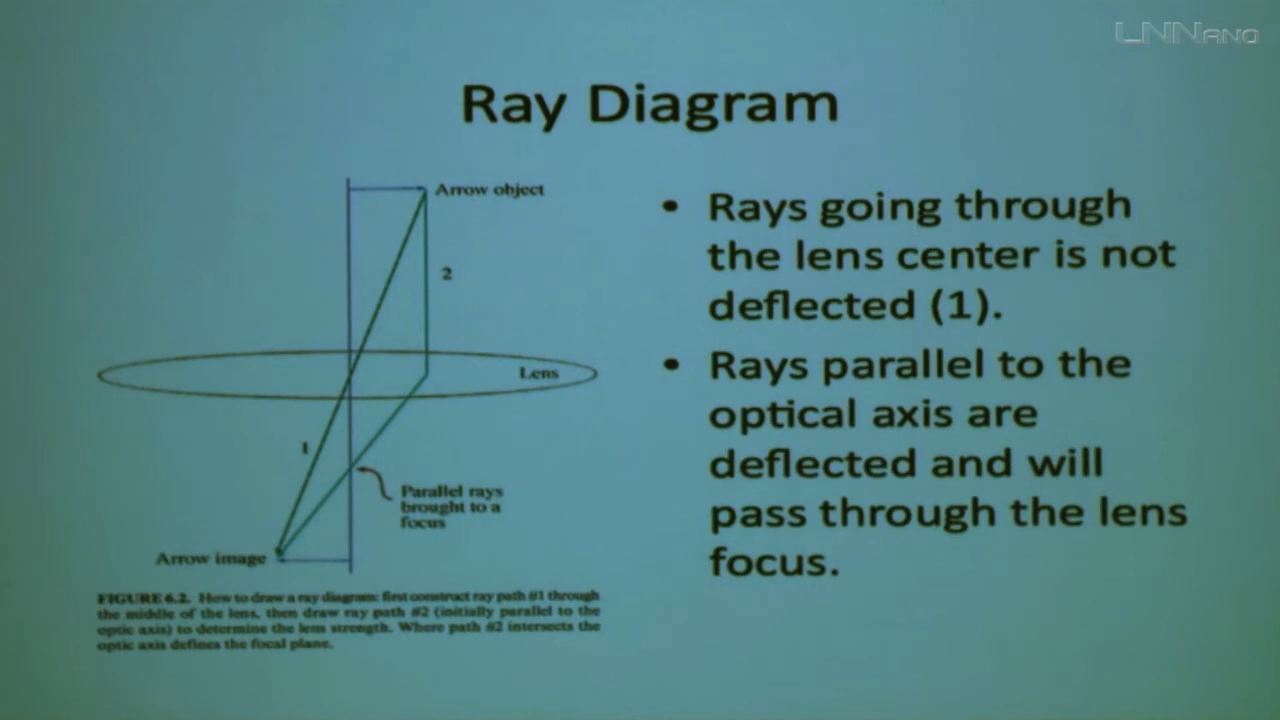 LNNano
Ray Diagram
Arrow object
2
Lens
1
Parallel rays
brought to a
focus
Arrow image
FIGURE 6.2. How to draw a ray diagram: first construct ray path #1 through
the middle of the lens, then draw ray path #2 (initially parallel to the
optic axis) to determine the lens strength. Where path #2 intersects the
optic axis defines the focal plane.
• Rays going through
the lens center is not
deflected (1).
• Rays parallel to the
optical axis are
deflected and will
pass through the lens
focus.